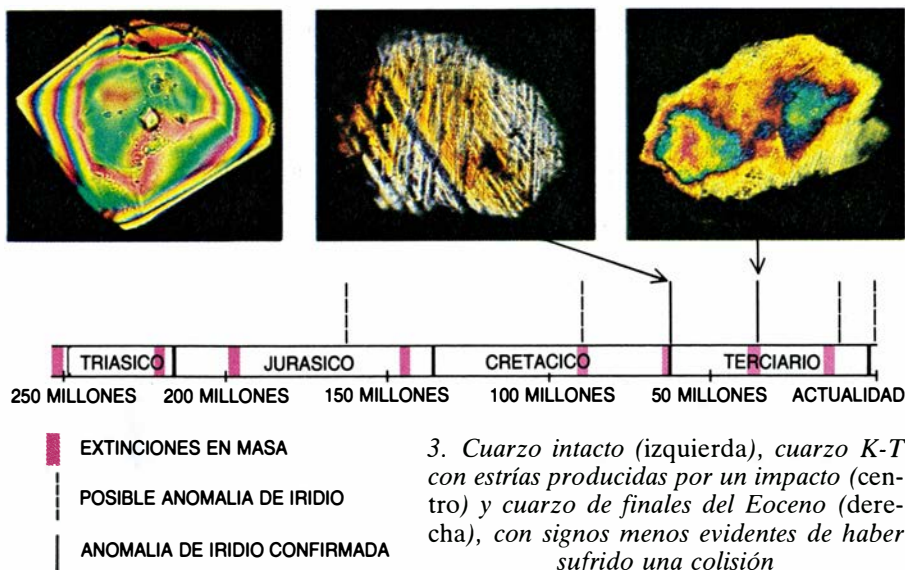 TRIASICO JURASICO CRETACICO TERCIARIO
250 MILLONES 200 MILLONES 150 MILLONES 100 MILLONES 50 MILLONES ACTUALIDAD
EXTINCIONES EN MASA
POSIBLE ANOMALIA DE IRIDIO
ANOMALIA DE IRIDIO CONFIRMADA
3. Cuarzo intacto (izquierda), cuarzo K-T
con estrías producidas por un impacto (cen-
tro) y cuarzo de finales del Eoceno (dere-
cha), con signos menos evidentes de haber
sufrido una colisión